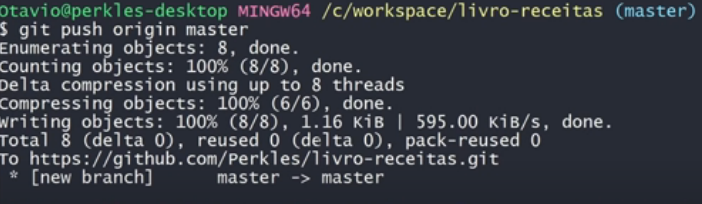 Otavio@perkles-desktop MINGW64 /c/workspace/livro-receitas (master)
$ git push origin master
Enumerating objects: 8, done.
Counting objects: 100% (8/8), done.
Delta compression using up to 8 threads
Compressing objects: 100% (6/6), done.
Writing objects: 100% (8/8), 1.16 KiB | 595.00 KiB/s, done.
Total 8 (delta 0), reused 0 (delta 0), pack-reused 0
To https://github.com/Perkles/livro-receitas.git
* [new branch] master -> master